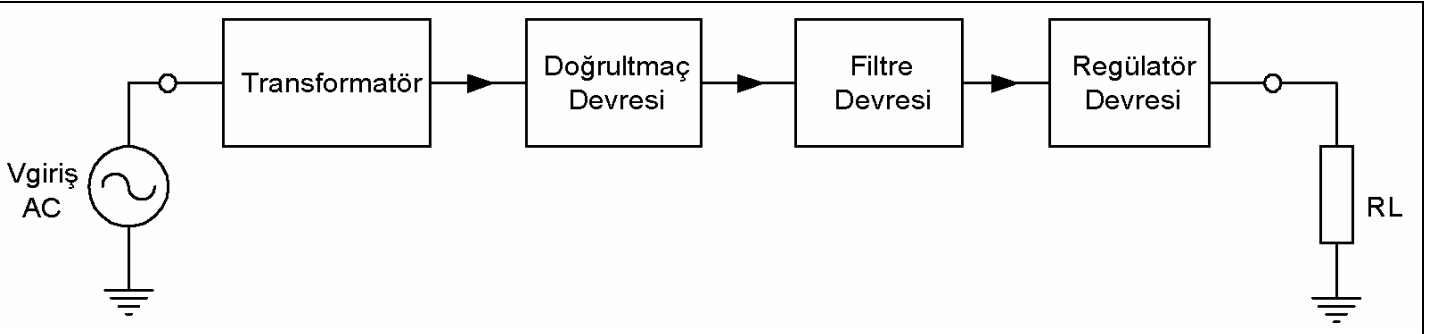 Vgiriş
AC
Transformatör
Doğrultmaç
Devresi
Filtre
Devresi
Regülatör
Devresi
RL